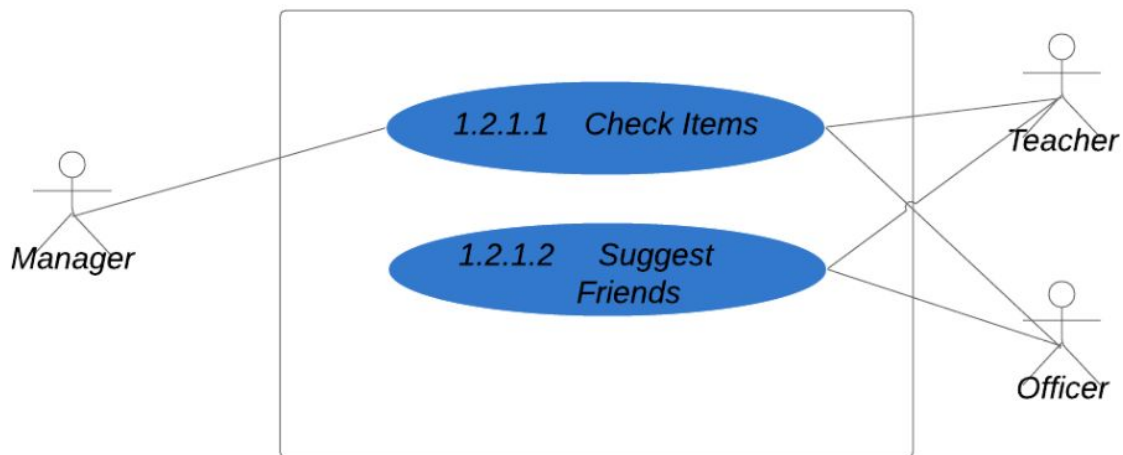 1.2.1.1 Check Items
Teacher
Manager
1.2.1.2 Suggest
Friends
Officer